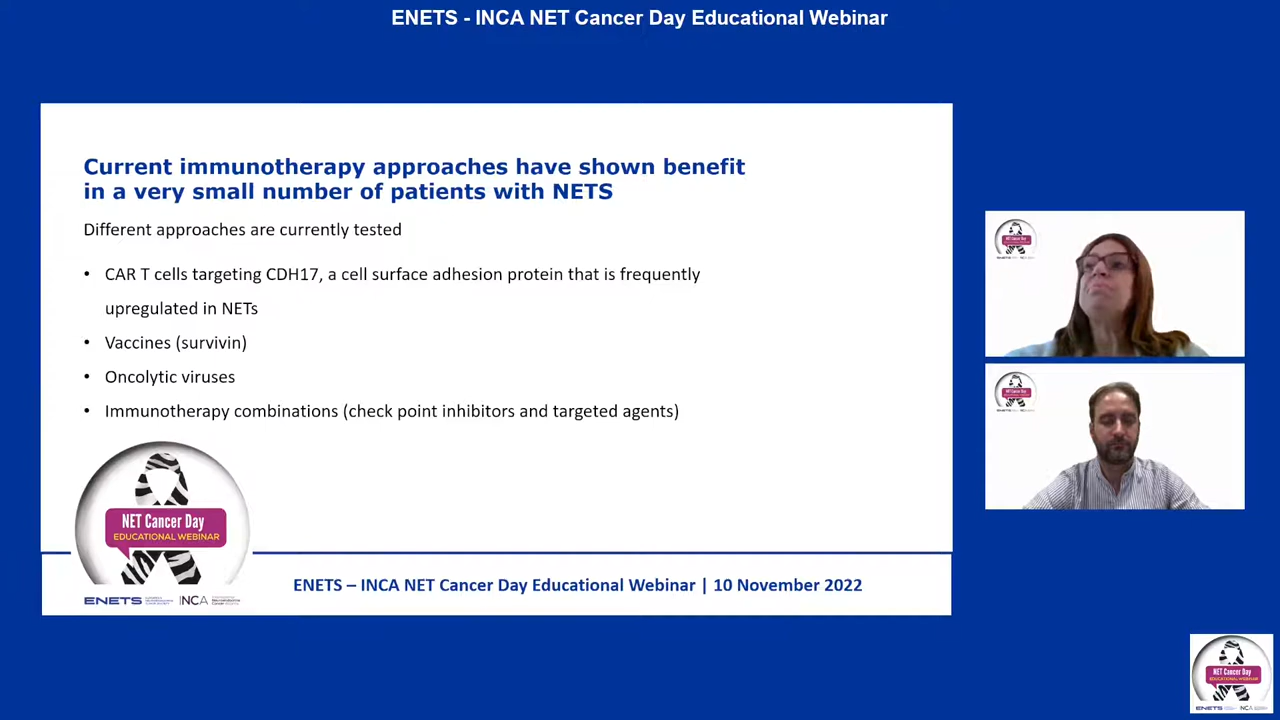 ENETS - INCA NET Cancer Day Educational Webinar
Current immunotherapy approaches have shown benefit
in a very small number of patients with NETS
Different approaches are currently tested
• CAR T cells targeting CDH17, a cell surface adhesion protein that is frequently
upregulated in NETs
• Vaccines (survivin)
• Oncolytic viruses
• Immunotherapy combinations (check point inhibitors and targeted agents)
NET Cancer Day
EDUCATIONAL WEBINAR
ENETS
INCA
ENETS – INCA NET Cancer Day Educational Webinar | 10 November 2022
NET Cancer Day
EDUCATIONAL WEBINAR
ENETS
INCA